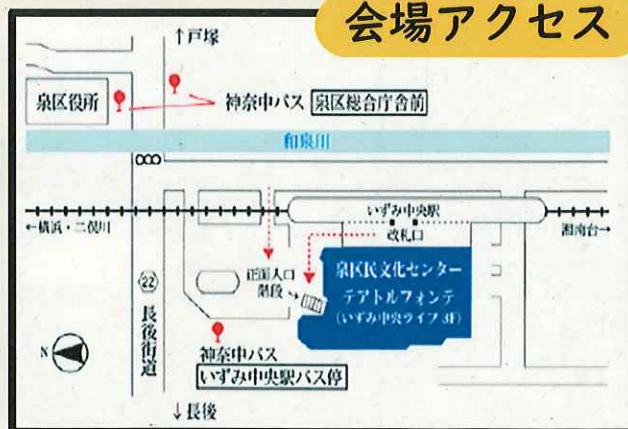 会場アクセス
↑戸塚
泉区役所
神奈中バス 泉区総合庁舎前
和泉川
いずみ中央駅
←横浜・二俣川
改札口
湘南台→
正面入口
階段→
泉区民文化センター
テアトルフォンテ
(いずみ中央ライフ 3F)
22
長後街道
N
神奈中バス
いずみ中央駅バス停
↓長後